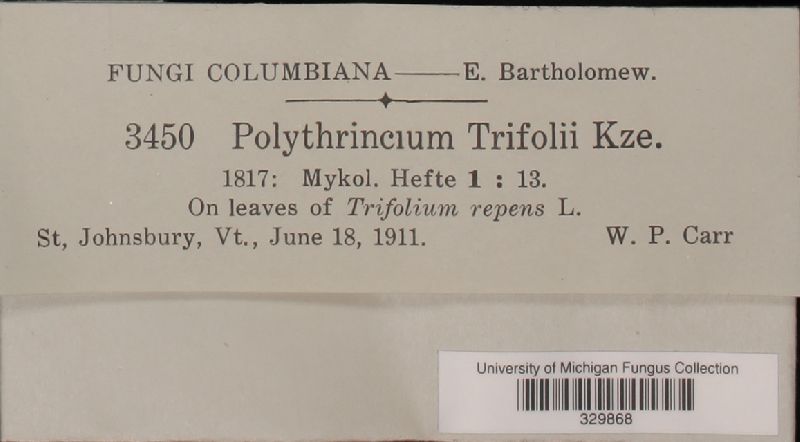 FUNGI COLUMBIANA——E. Bartholomew.
3450 Polythrincium Trifolii Kze.
1817: Mykol. Hefte 1 : 13.
On leaves of Trifolium repens L.
St, Johnsbury, Vt., June 18, 1911. W. P. Carr
University of Michigan Fungus Collection
329868